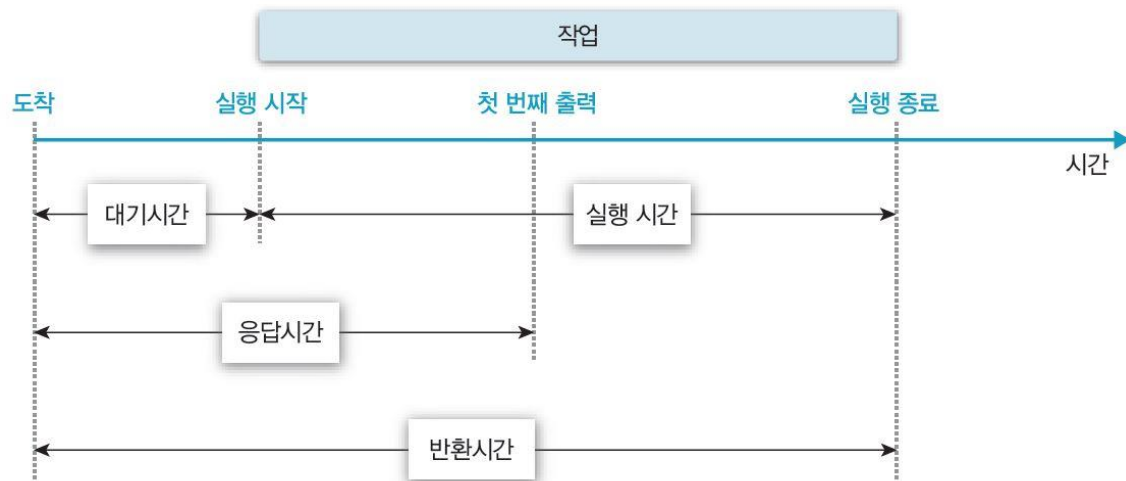 작업
도착 실행 시작 첫 번째 출력 실행 종료
시간
대기시간 실행 시간
응답시간
반환시간